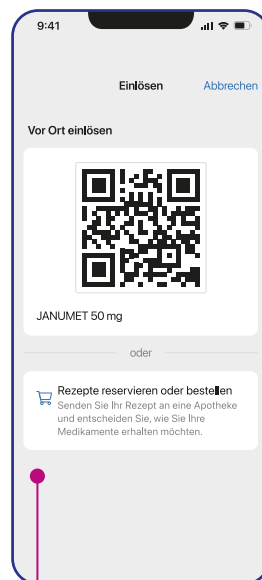 9:41
Einlösen
Abbrechen
Vor Ort einlösen
JANUMET 50 mg
oder
Rezepte reservieren oder bestellen
Senden Sie Ihr Rezept an eine Apotheke
und entscheiden Sie, wie Sie Ihre
Medikamente erhalten möchten.